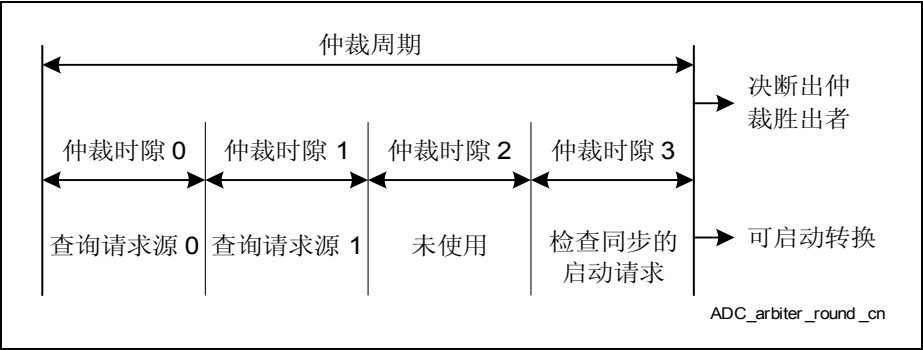 仲裁周期
决断出仲
裁胜出者
仲裁时隙 0 仲裁时隙 1 仲裁时隙 2 仲裁时隙 3
查询请求源 0 查询请求源 1 未使用 检查同步的
启动请求
可启动转换
ADC_arbiter_round_cn